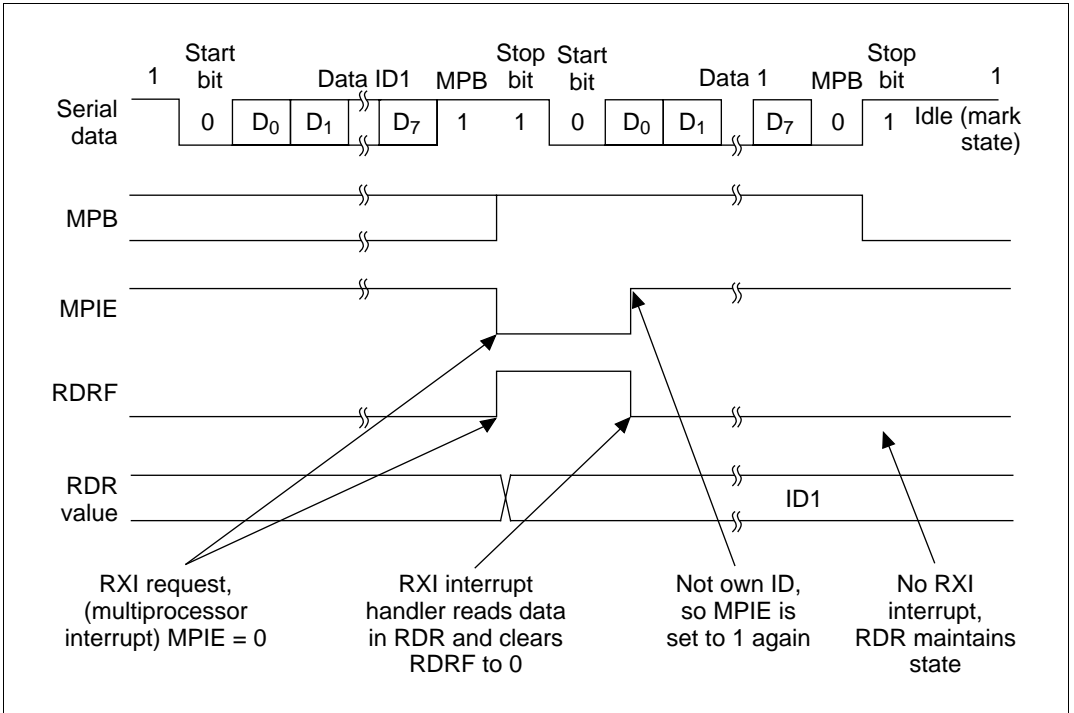 1 Start bit Data ID1 MPB Stop bit Start bit Data 1 MPB Stop bit 1
Serial data 0 D0 D1 D7 1 1 0 D0 D1 D7 0 1 Idle (mark state)
MPB
MPIE
RDRF
RDR value ID1
RXI request,
(multiprocessor
interrupt) MPIE = 0
RXI interrupt
handler reads data
in RDR and clears
RDRF to 0
Not own ID,
so MPIE is
set to 1 again
No RXI
interrupt,
RDR maintains
state